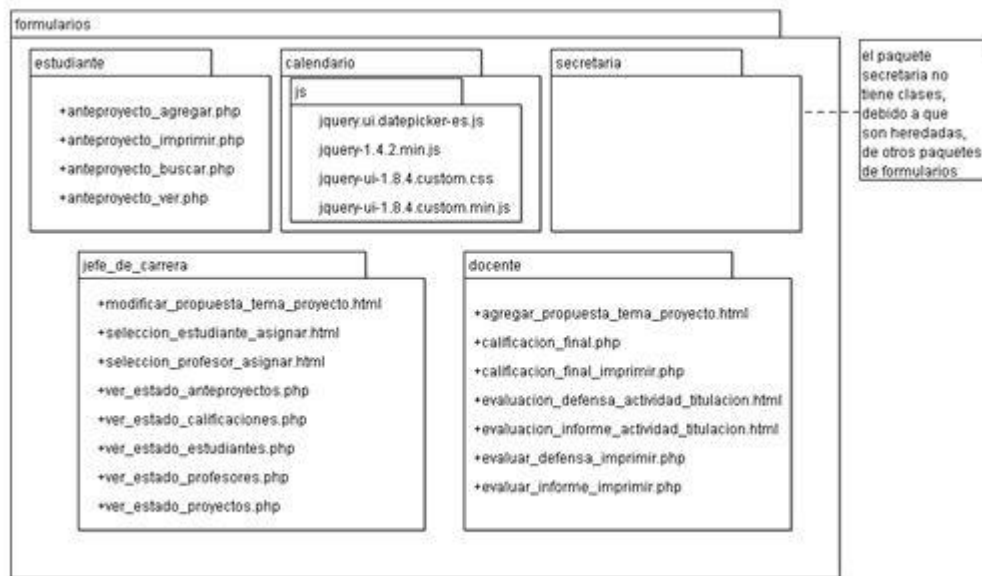 formularios
estudiante
+anteproyecto_agregar.php
+anteproyecto_imprimir.php
+anteproyecto_buscar.php
+anteproyecto_ver.php
calendario
js
jquery.ui.datepicker-es.js
jquery-1.4.2.min.js
jquery-ui-1.8.4.custom.css
jquery-ui-1.8.4.custom.min.js
secretaria
el paquete
secretaria no
tiene clases,
debido a que
son heredadas,
de otros paquetes
de formularios
jefe_de_carrera
+modificar_propuesta_tema_proyecto.html
+seleccion_estudiante_asignar.html
+seleccion_profesor_asignar.html
+ver_estado_anteproyectos.php
+ver_estado_calificaciones.php
+ver_estado_estudiantes.php
+ver_estado_profesores.php
+ver_estado_proyectos.php
docente
+agregar_propuesta_tema_proyecto.html
+calificacion_final.php
+calificacion_final_imprimir.php
+evaluacion_defensa_actividad_titulacion.html
+evaluacion_informe_actividad_titulacion.html
+evaluar_defensa_imprimir.php
+evaluar_informe_imprimir.php